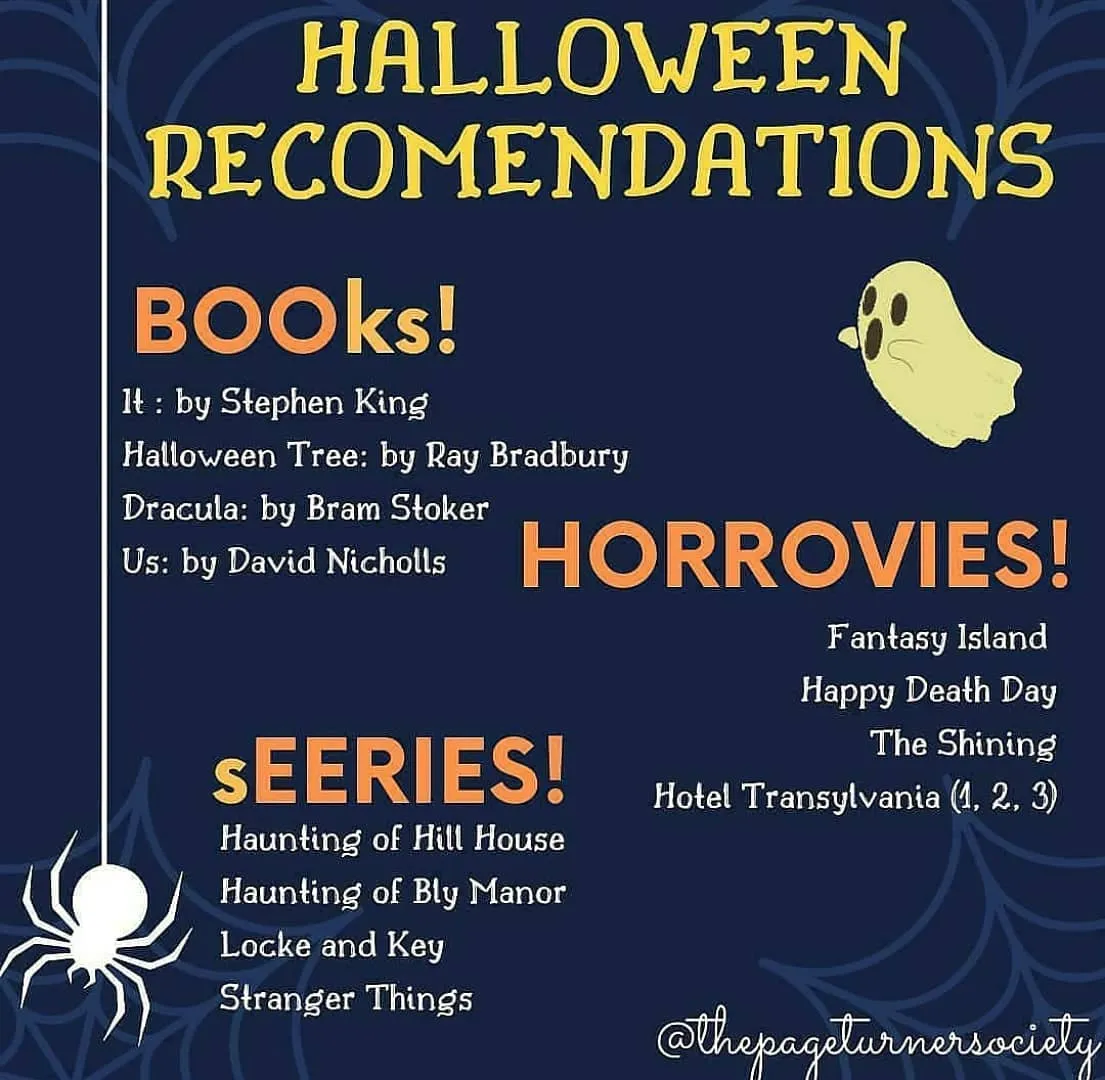 HALLOWEEN
RECOMENDATIONS
BOOks!
It : by Stephen King
Halloween Tree: by Ray Bradbury
Dracula: by Bram Stoker
Us: by David Nicholls
HORROVIES!
Fantasy Island
Happy Death Day
The Shining
Hotel Transylvania (1, 2, 3)
sEERIES!
Haunting of Hill House
Haunting of Bly Manor
Locke and Key
Stranger Things
@thepageturnersociety